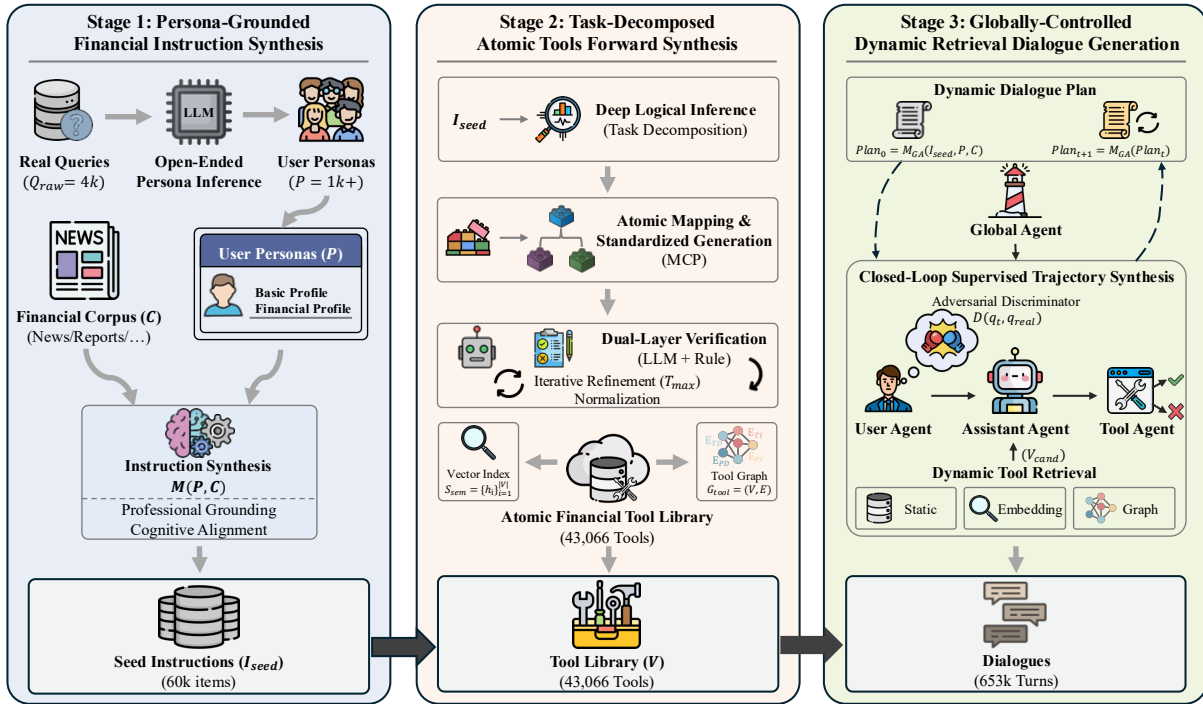 Stage 1: Persona-Grounded
Financial Instruction Synthesis
LLM
Real Queries
(Q_raw= 4k)
Open-Ended
Persona Inference
User Personas
(P = 1k+)
NEWS
Financial Corpus (C)
(News/Reports/…)
User Personas (P)
Basic Profile
Financial Profile
Instruction Synthesis
M(P, C)
Professional Grounding
Cognitive Alignment
Seed Instructions (I_seed)
(60k items)
Stage 2: Task-Decomposed
Atomic Tools Forward Synthesis
I_seed
Deep Logical Inference
(Task Decomposition)
Atomic Mapping &
Standardized Generation
(MCP)
Dual-Layer Verification
(LLM + Rule)
Iterative Refinement (T_max)
Normalization
Vector Index
S_sem = {h_i}_{i=1}^{|V|}
E_TD
E_TI
E_PD
E_PI
Tool Graph
G_tool = (V, E)
Atomic Financial Tool Library
(43,066 Tools)
Tool Library (V)
(43,066 Tools)
Stage 3: Globally-Controlled
Dynamic Retrieval Dialogue Generation
Dynamic Dialogue Plan
Plan_0 = M_GA(I_seed, P, C)
Plan_{t+1} = M_GA(Plan_t)
Global Agent
Closed-Loop Supervised Trajectory Synthesis
Adversarial Discriminator
D(q_t, q_real)
User Agent
Assistant Agent
Tool Agent
(V_cand)
Dynamic Tool Retrieval
Static
Embedding
Graph
Dialogues
(653k Turns)